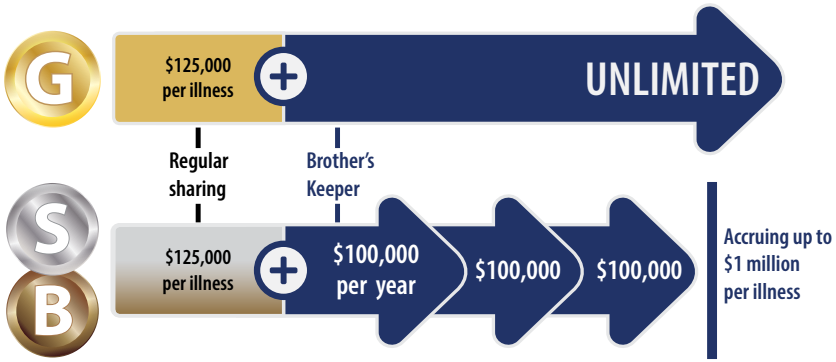 G
$125,000
per illness
+
UNLIMITED
Regular
sharing
Brother's
Keeper
S
B
$125,000
per illness
+
$100,000
per year
$100,000
$100,000
Accruing up to
$1 million
per illness